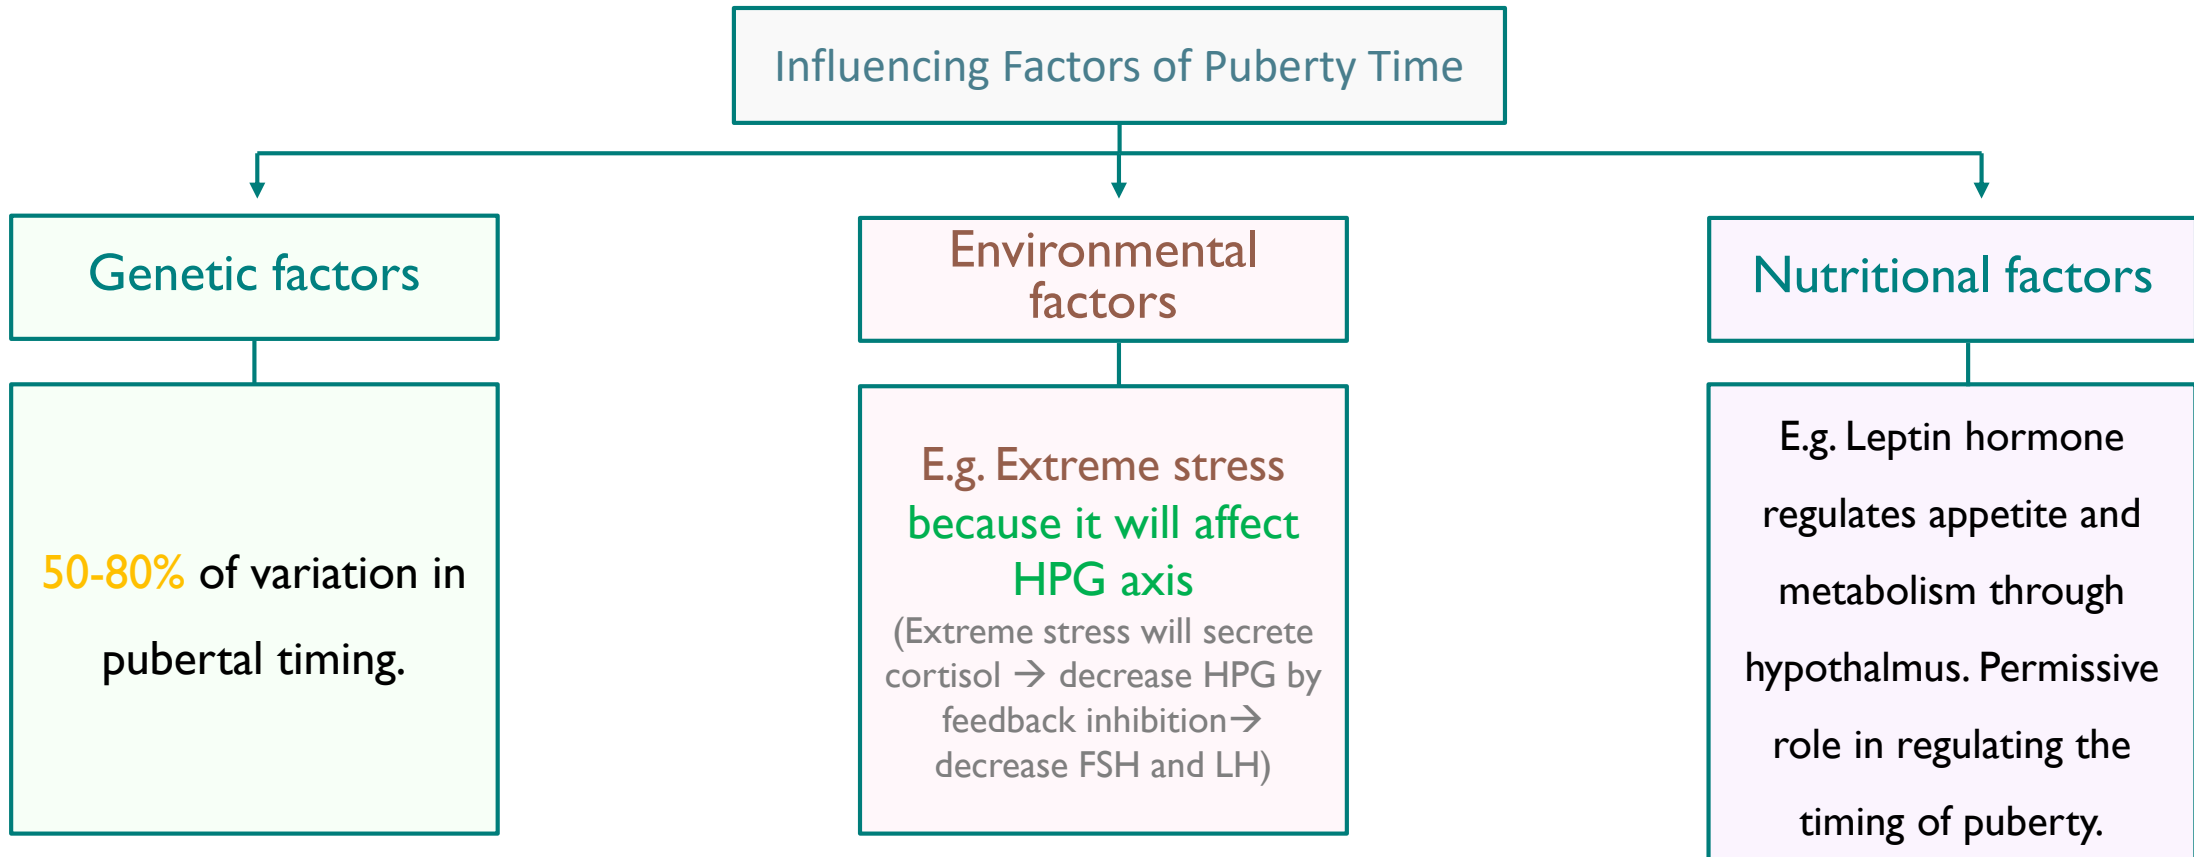 Influencing Factors of Puberty Time
Genetic factors
50-80% of variation in
pubertal timing.
Environmental
factors
E.g. Extreme stress
because it will affect
HPG axis
(Extreme stress will secrete
cortisol → decrease HPG by
feedback inhibition→
decrease FSH and LH)
Nutritional factors
E.g. Leptin hormone
regulates appetite and
metabolism through
hypothalmus. Permissive
role in regulating the
timing of puberty.